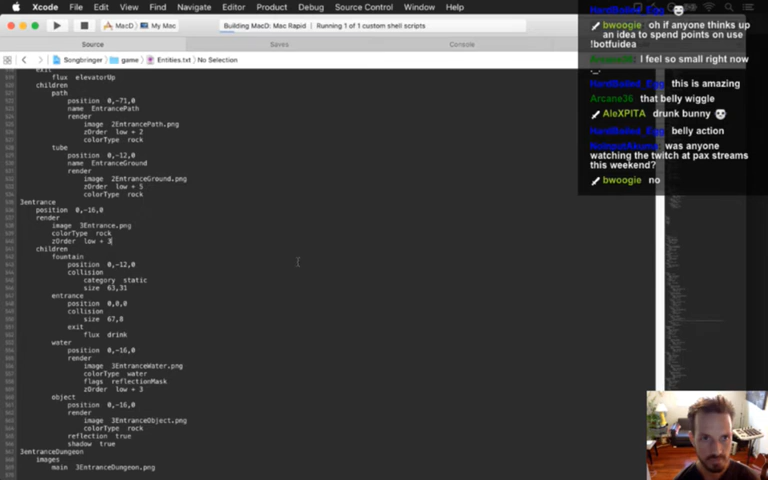 Xcode File Edit View Find Navigate Editor Product Debug Source Control Window Help
MacD My Mac
Building MacD: Mac Rapid Running 1 of 1 custom shell scripts
Source Saves Console
Songbringer game Entities.txt No Selection
exit
flux elevatorUp
children
path
position 0,-71,0
name EntrancePath
render
image 2EntrancePath.png
zOrder low + 2
colorType rock
tube
position 0,-12,0
name EntranceGround
render
image 2EntranceGround.png
zOrder low + 5
colorType rock
3entrance
position 0,-16,0
render
image 3Entrance.png
colorType rock
zOrder low + 3
children
fountain
position 0,-12,0
collision
category static
size 63,31
entrance
position 0,0,0
collision
size 67,8
exit
flux drink
water
position 0,-16,0
render
image 3EntranceWater.png
colorType water
flags reflectionMask
zOrder low + 3
object
position 0,-16,0
render
image 3EntranceObject.png
colorType rock
reflection true
shadow true
3entranceDungeon
images
main 3EntranceDungeon.png
HardBoiled_Egg
bwoogie oh if anyone thinks up
an idea to spend points on use
!botfuidea
Arcane36 I feel so small right now
._.
HardBoiled_Egg this is amazing
Arcane36 that belly wiggle
AleXPITA drunk bunny
HardBoiled_Egg belly action
was anyone
watching the twitch at pax streams
this weekend?
bwoogie no